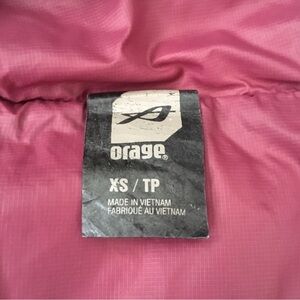 orage®
XS / TP
MADE IN VIETNAM
FABRIQUÉ AU VIETNAM